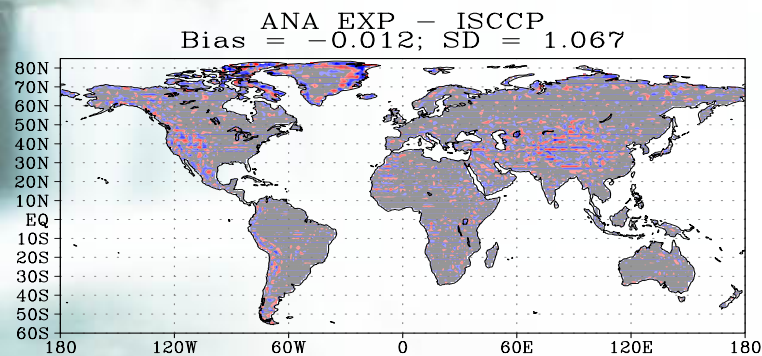 ANA EXP − ISCCP
Bias = −0.012; SD = 1.067
80N
70N
60N
50N
40N
30N
20N
10N
EQ
10S
20S
30S
40S
50S
60S
180 120W 60W 0 60E 120E 180